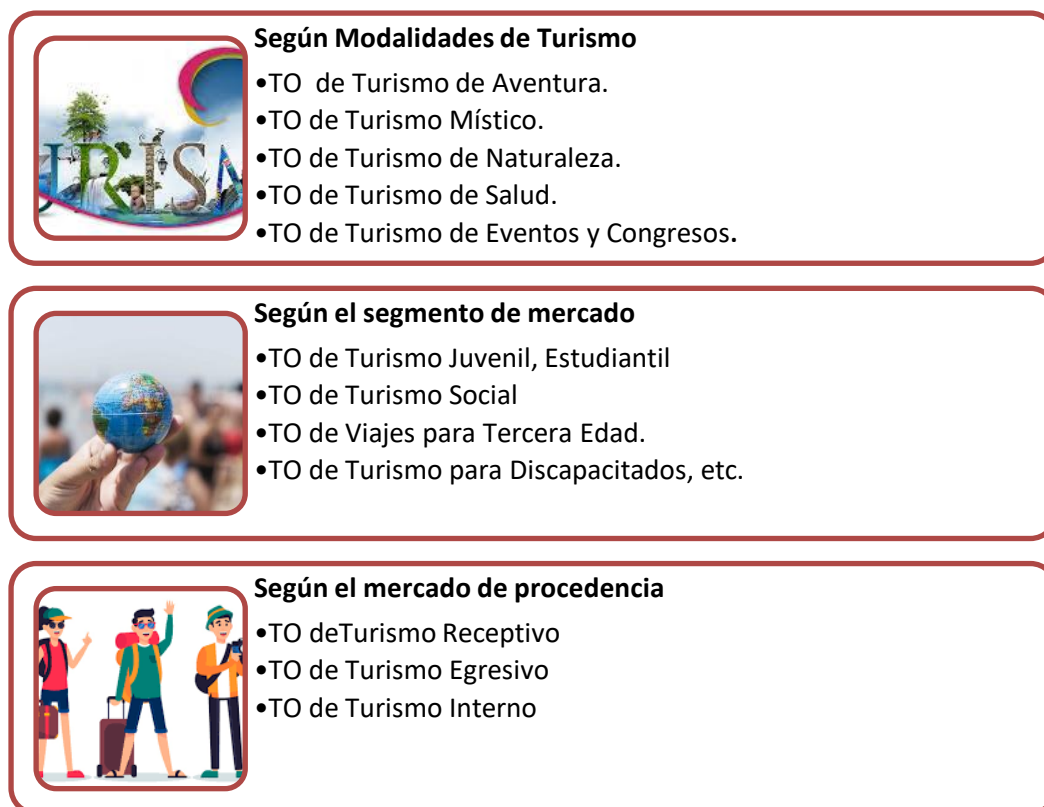 Según Modalidades de Turismo
•TO  de Turismo de Aventura.
•TO de Turismo Místico.
•TO de Turismo de Naturaleza.
•TO de Turismo de Salud.
•TO de Turismo de Eventos y Congresos.
Según el segmento de mercado
•TO de Turismo Juvenil, Estudiantil
•TO de Turismo Social
•TO de Viajes para Tercera Edad.
•TO de Turismo para Discapacitados, etc.
Según el mercado de procedencia
•TO deTurismo Receptivo
•TO de Turismo Egresivo
•TO de Turismo Interno